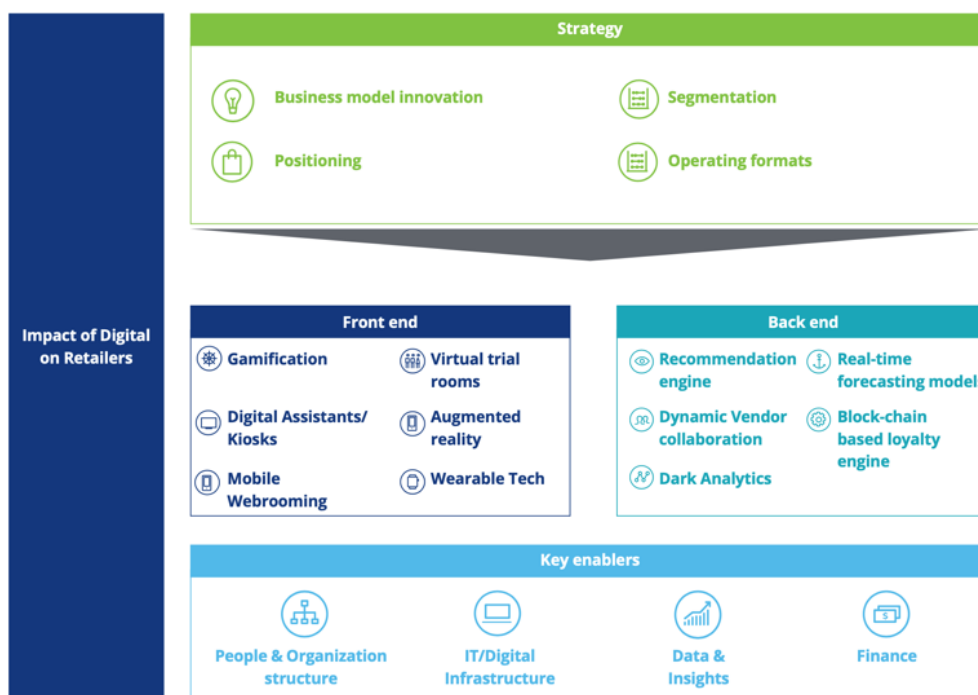 Impact of Digital
on Retailers
Strategy
Business model innovation
Segmentation
Positioning
Operating formats
Front end
Gamification
Virtual trial
rooms
Digital Assistants/
Kiosks
Augmented
reality
Mobile
Webrooming
Wearable Tech
Back end
Recommendation
engine
Real-time
forecasting model
Dynamic Vendor
collaboration
Block-chain
based loyalty
engine
Dark Analytics
Key enablers
People & Organization
structure
IT/Digital
Infrastructure
Data &
Insights
$
Finance